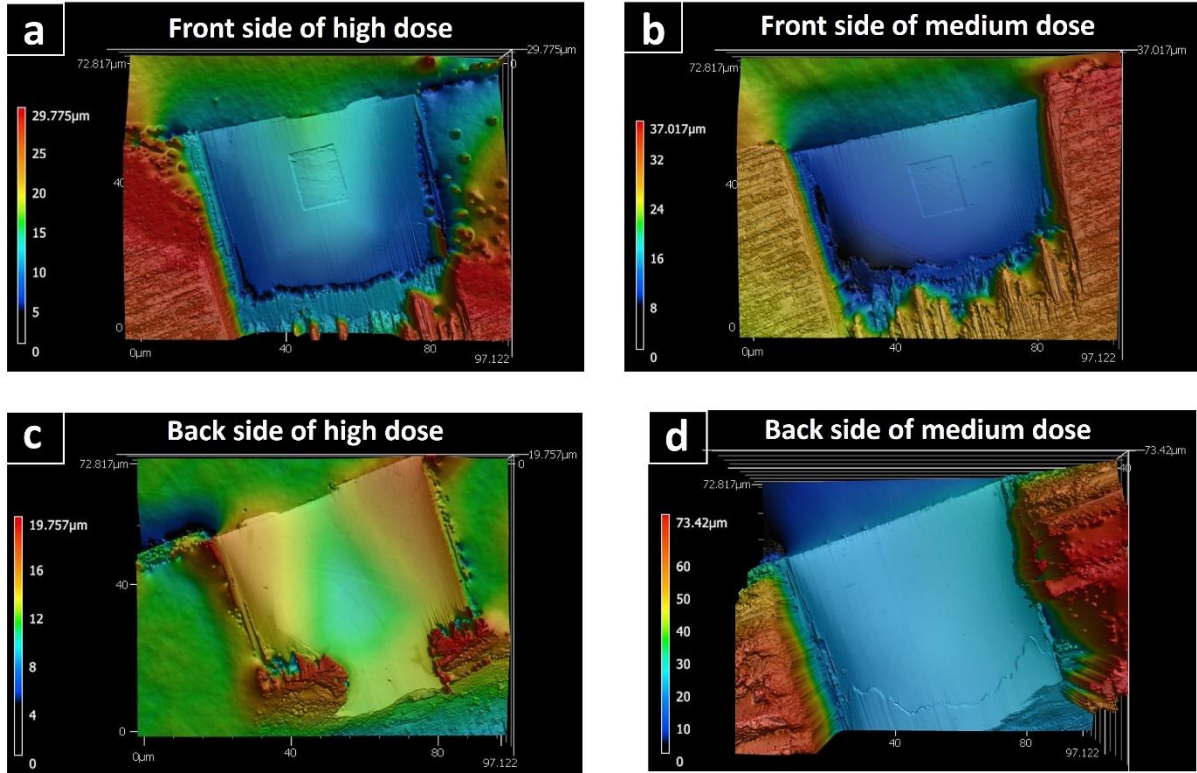 a
Front side of high dose
29.775µm
72.817µm
0
29.775µm
25
20
15
10
5
0
40
0
0µm
40
80
97.122
b
Front side of medium dose
37.017µm
72.817µm
37.017µm
32
24
16
8
0
40
0
0µm
40
80
97.122
c
Back side of high dose
19.757µm
72.817µm
0
19.757µm
16
12
8
4
0
40
0
0µm
40
80
97.122
d
Back side of medium dose
73.42µm
72.817µm
40
73.42µm
60
50
40
30
20
10
0
40
80
97.122